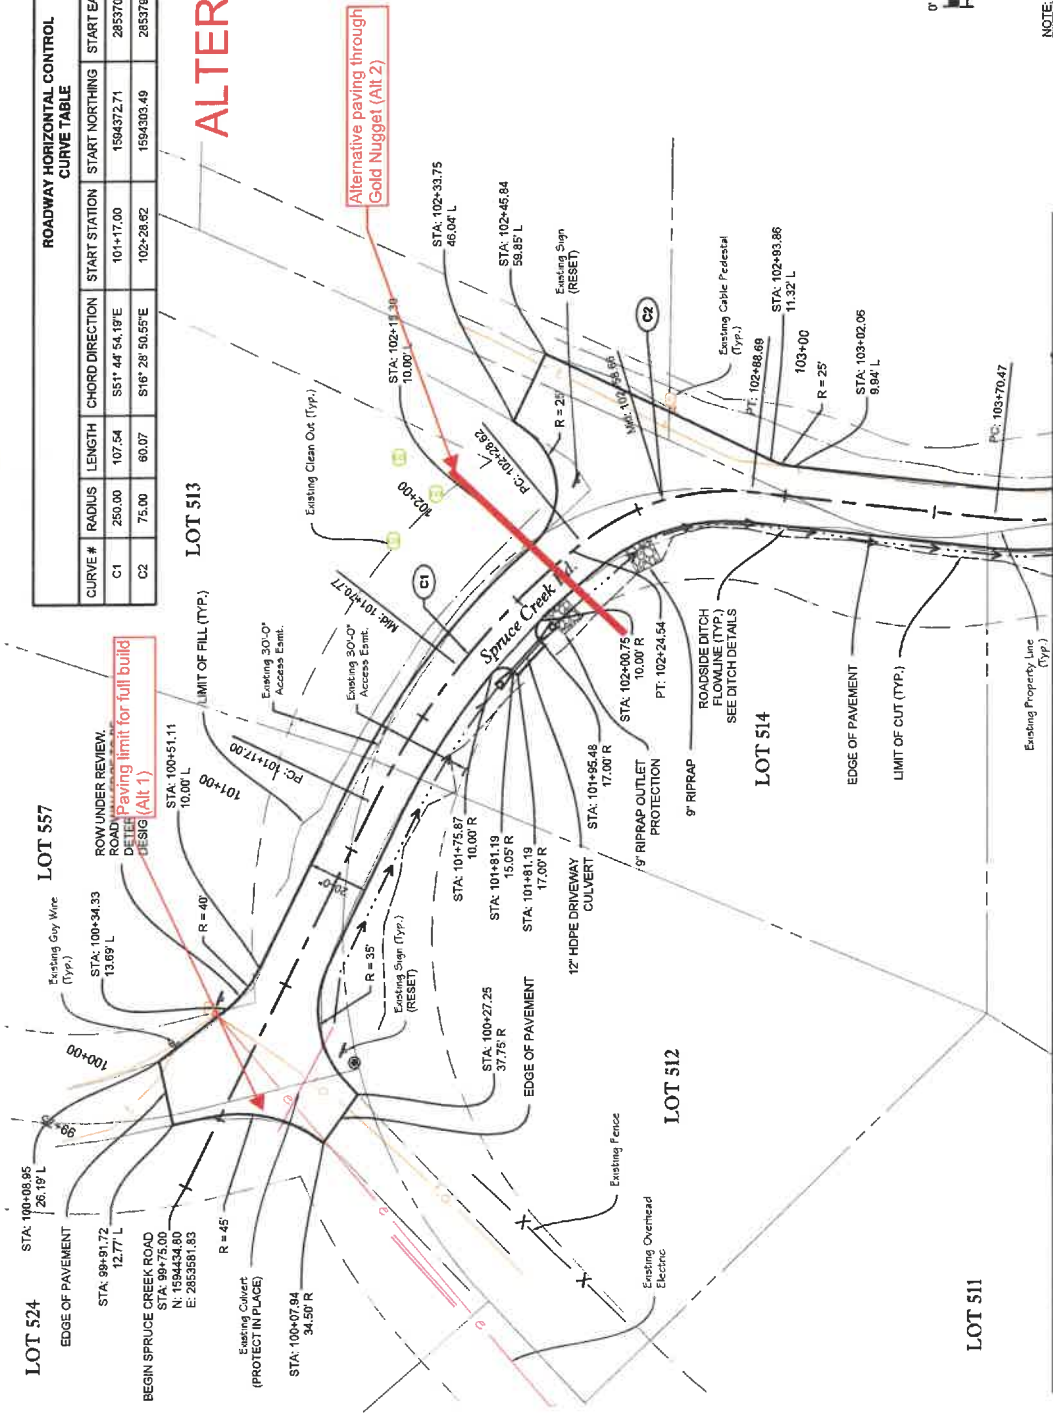 ROADWAY HORIZONTAL CONTROL
CURVE TABLE
CURVE # RADIUS LENGTH CHORD DIRECTION START STATION START NORTHING START EA
C1 250.00 107.54 S51° 44' 54.19"E 101+17.00 1594372.71 285370
C2 75.00 60.07 S16° 28' 50.55"E 102+28.62 1594303.49 285379
ALTER
Alternative paving through
Gold Nugget (Alt 2)
0'
NOTE:
LOT 513
LOT 557
LOT 524
LOT 514
LOT 512
LOT 511
ROW UNDER REVIEW.
Paving limit for full build
(Alt 1)
STA: 100+51.11
10.00' L
LIMIT OF FILL (TYP.)
Existing 30'-0"
Access Esmt.
Existing 30'-0"
Access Esmt.
Mid: 101+70.77
C1
Existing Clean Out (Typ.)
102+00
STA: 102+33.75
46.04' L
STA: 102+45.84
59.85' L
10.00' L
PC: 102+28.62
Existing Sign
(RESET)
R = 25'
C2
Existing Cable Pedestal
(Typ.)
PT: 102+88.69
STA: 102+93.86
11.32' L
103+00
R = 25'
STA: 103+02.06
9.94' L
PC: 103+70.47
Existing Guy Wire
(Typ.)
STA: 100+34.33
13.69' L
R = 40'
101+00
PC: 101+17.00
100+00
99+
20'-0"
Spruce Creek Rd.
STA: 100+08.95
26.19' L
EDGE OF PAVEMENT
STA: 99+91.72
12.77' L
BEGIN SPRUCE CREEK ROAD
STA: 99+75.00
N: 1594434.80
E: 2853581.83
R = 45'
Existing Culvert
(PROTECT IN PLACE)
STA: 100+07.94
34.50' R
R = 35'
Existing Sign (Typ.)
(RESET)
STA: 100+27.25
37.75' R
EDGE OF PAVEMENT
STA: 101+75.87
10.00' R
STA: 101+81.19
15.05' R
STA: 101+81.19
17.00' R
12" HDPE DRIVEWAY
CULVERT
STA: 101+95.48
17.00' R
STA: 102+00.75
10.00' R
9" RIPRAP OUTLET
PROTECTION
PT: 102+24.54
9" RIPRAP
ROADSIDE DITCH
FLOWLINE (TYP.)
SEE DITCH DETAILS
EDGE OF PAVEMENT
LIMIT OF CUT (TYP.)
Existing Property Line
(Typ.)
Existing Fence
Existing Overhead
Electric